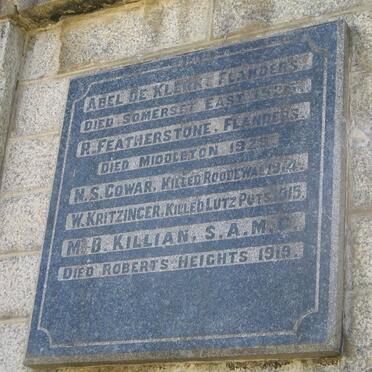 ABEL DE KLERK, FLANDERS.
DIED SOMERSET EAST
R. FEATHERSTONE, FLANDERS.
DIED MIDDLETON 1923.
N.S. COWAR, KILLED ROODEWAL 1914.
W. KRITZINGER, KILLED LUTZ PUTS, 1915.
M.B. KILLIAN, S.A.M.C.
DIED ROBERTS HEIGHTS 1919.